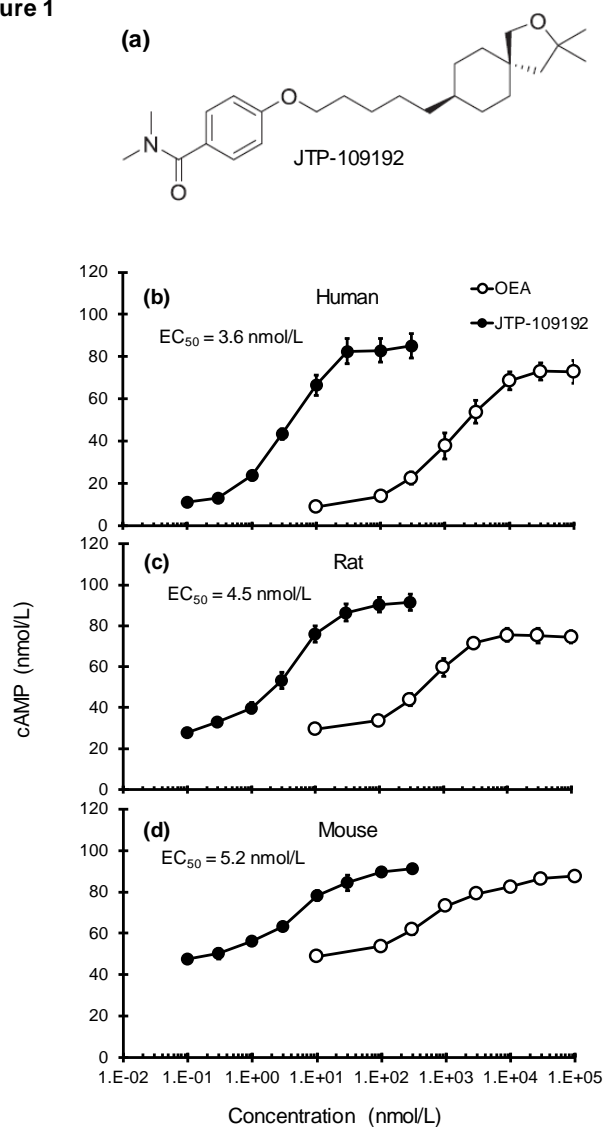 ure 1
(a)
O
O
N
O
JTP-109192
120
100
80
60
40
20
0
(b)
Human
EC50 = 3.6 nmol/L
OEA
JTP-109192
120
100
80
60
40
20
0
(c)
Rat
EC50 = 4.5 nmol/L
120
100
80
60
40
20
0
(d)
Mouse
EC50 = 5.2 nmol/L
cAMP (nmol/L)
1.E-02 1.E-01 1.E+00 1.E+01 1.E+02 1.E+03 1.E+04 1.E+05
Concentration (nmol/L)